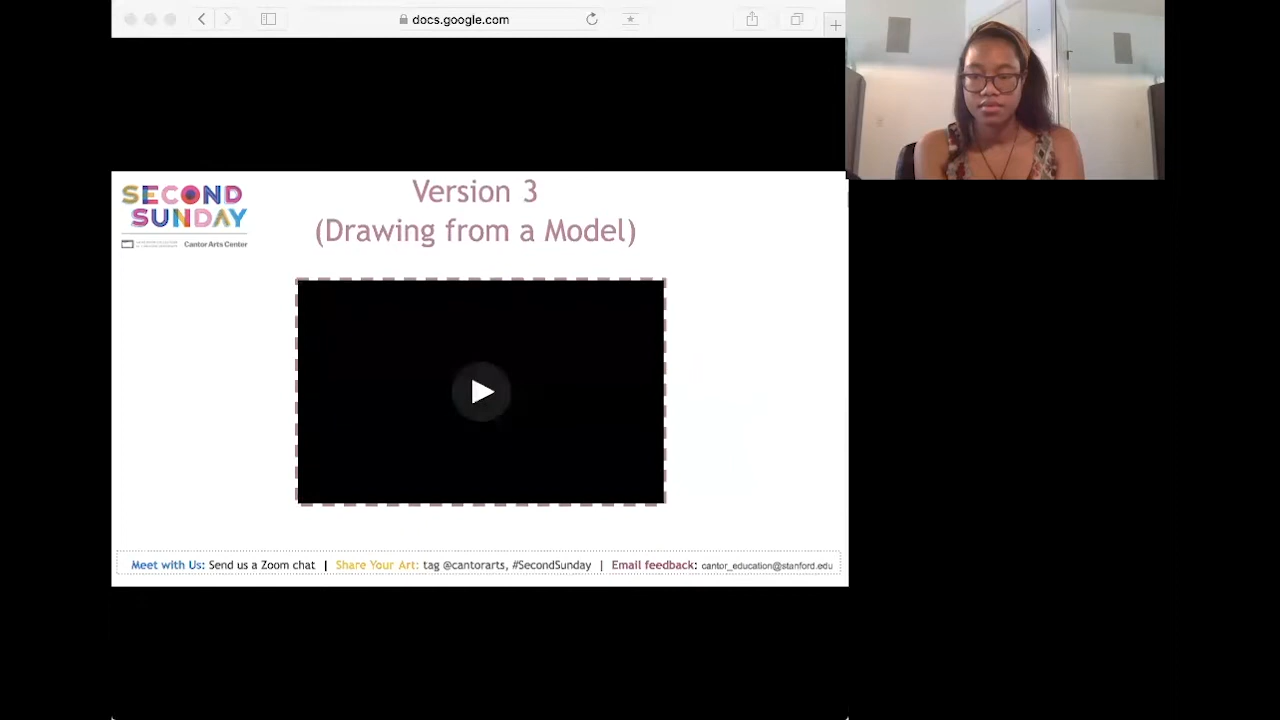 docs.google.com
SECOND
SUNDAY
Cantor Arts Center
Version 3
(Drawing from a Model)
Meet with Us: Send us a Zoom chat | Share Your Art: tag @cantorarts, #SecondSunday | Email feedback: cantor_education@stanford.edu